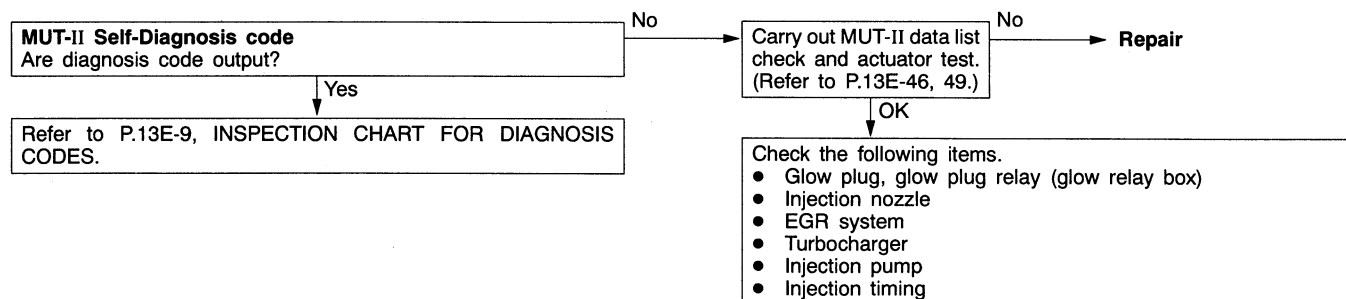 MUT-II Self-Diagnosis code
Are diagnosis code output?
No
Carry out MUT-II data list
check and actuator test.
(Refer to P.13E-46, 49.)
No
Repair
Yes
OK
Refer to P.13E-9, INSPECTION CHART FOR DIAGNOSIS
CODES.
Check the following items.
● Glow plug, glow plug relay (glow relay box)
● Injection nozzle
● EGR system
● Turbocharger
● Injection pump
● Injection timing